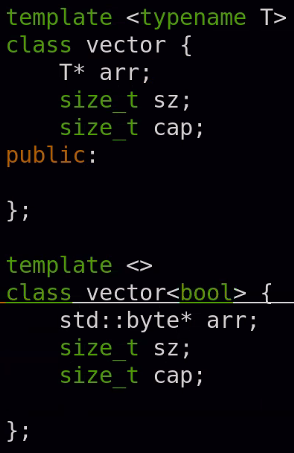 template <typename T>
class vector {
    T* arr;
    size_t sz;
    size_t cap;
public:

};

template <>
class vector<bool> {
    std::byte* arr;
    size_t sz;
    size_t cap;

};